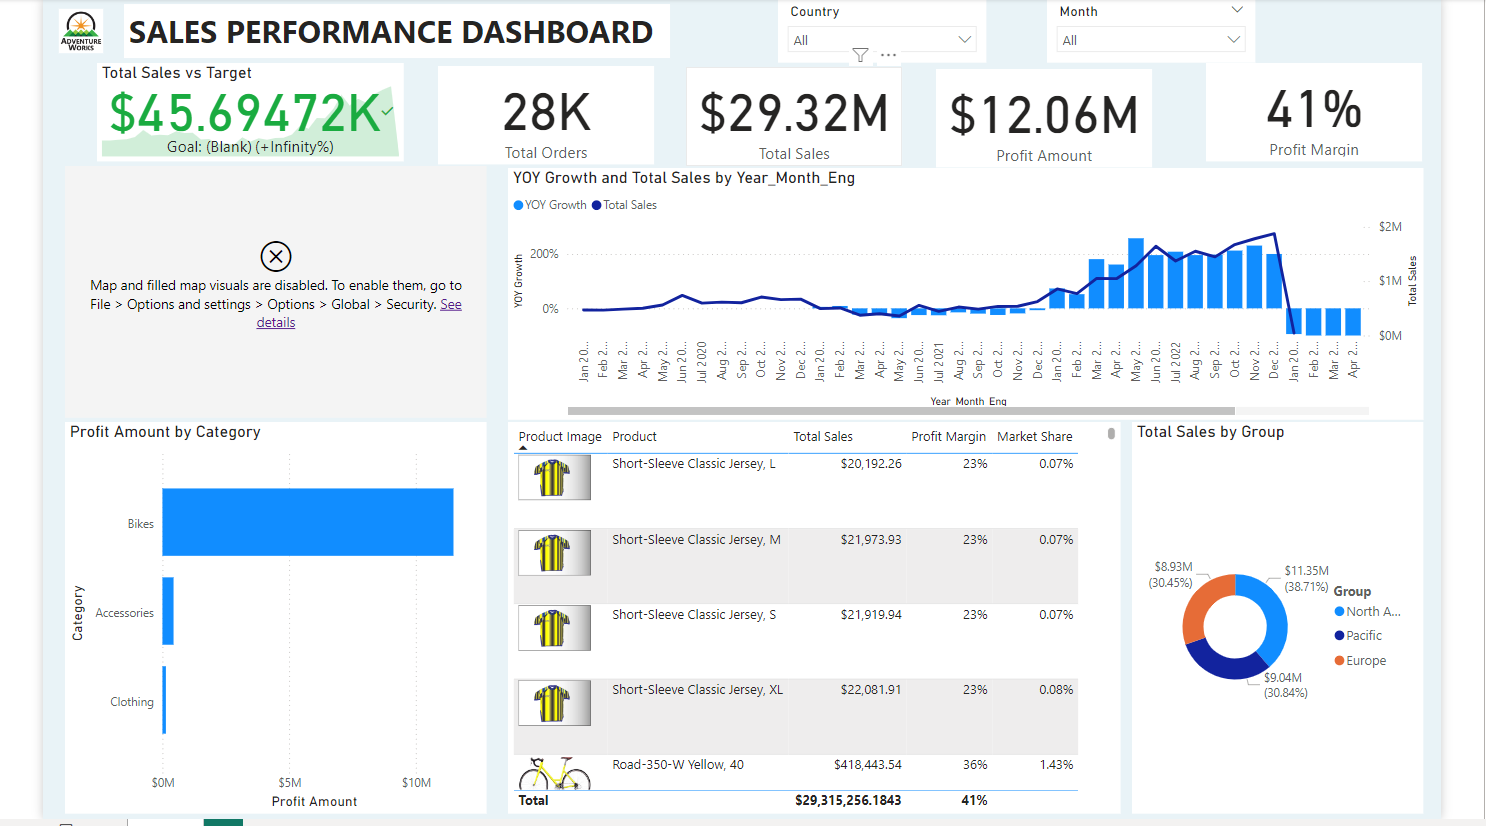 ADVENTURE
WORKS
SALES PERFORMANCE DASHBOARD
Country
All
Month
All
Total Sales vs Target
$45.69472K
Goal: (Blank) (+Infinity%)
28K
Total Orders
$29.32M
Total Sales
$12.06M
Profit Amount
41%
Profit Margin
Map and filled map visuals are disabled. To enable them, go to
File > Options and settings > Options > Global > Security. See
details
YOY Growth and Total Sales by Year_Month_Eng
YOY Growth
Total Sales
YOY Growth
200%
0%
$2M
$1M
$0M
Total Sales
Jan 20...
Feb 2...
Mar 2...
Apr 2...
May 2...
Jun 20...
Jul 2020
Aug 2...
Sep 2...
Oct 2...
Nov 2...
Dec 2...
Jan 20...
Feb 2...
Mar 2...
Apr 2...
May 2...
Jun 20...
Jul 2021
Aug 2...
Sep 2...
Oct 2...
Nov 2...
Dec 2...
Jan 20...
Feb 2...
Mar 2...
Apr 2...
May 2...
Jun 20...
Jul 2022
Aug 2...
Sep 2...
Oct 2...
Nov 2...
Dec 2...
Jan 20...
Feb 2...
Mar 2...
Apr 2...
Year_Month_Eng
Profit Amount by Category
Category
Bikes
Accessories
Clothing
$0M
$5M
$10M
Profit Amount
Product Image Product Total Sales Profit Margin Market Share
Short-Sleeve Classic Jersey, L $20,192.26 23% 0.07%
Short-Sleeve Classic Jersey, M $21,973.93 23% 0.07%
Short-Sleeve Classic Jersey, S $21,919.94 23% 0.07%
Short-Sleeve Classic Jersey, XL $22,081.91 23% 0.08%
Road-350-W Yellow, 40 $418,443.54 36% 1.43%
Total $29,315,256.1843 41%
Total Sales by Group
$8.93M
(30.45%)
$11.35M
(38.71%)
$9.04M
(30.84%)
Group
North A...
Pacific
Europe